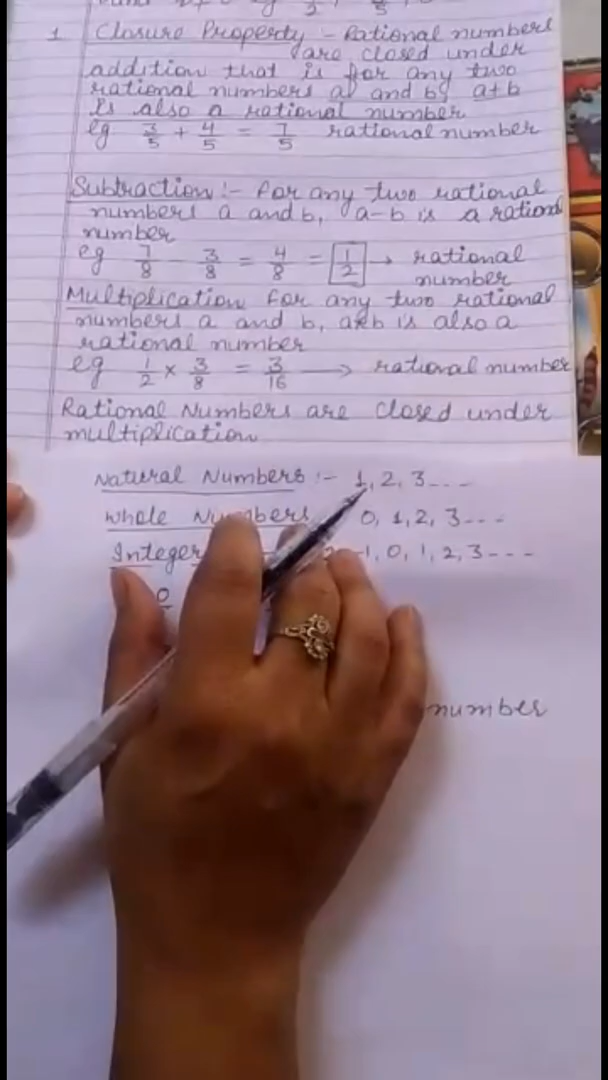 1 Closure Property :- Rational numbers
are closed under
addition that is for any two
rational numbers a and b, a+b
is also a rational number
eg 3/5 + 4/5 = 7/5 rational number
Subtraction :- for any two rational
numbers a and b, a-b is a rational
number
eg 7/8 3/8 = 4/8 = 1/2 → rational
number
Multiplication for any two rational
numbers a and b, a×b is also a
rational number
eg 1/2 × 3/8 = 3/16 → rational number
Rational Numbers are closed under
multiplication
Natural Numbers :- 1, 2, 3 - - -
Whole Numbers 0, 1, 2, 3 - - -
Integer -1, 0, 1, 2, 3 - - -
0
number